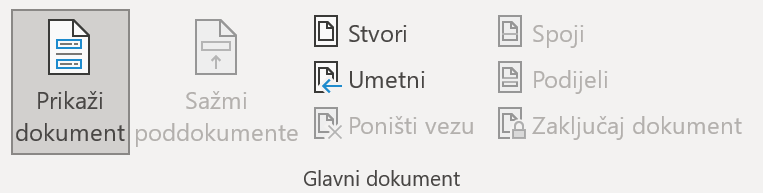 Prikaži
dokument
Sažmi
poddokumente
Stvori
Umetni
Poništi vezu
Spoji
Podijeli
Zaključaj dokument
Glavni dokument